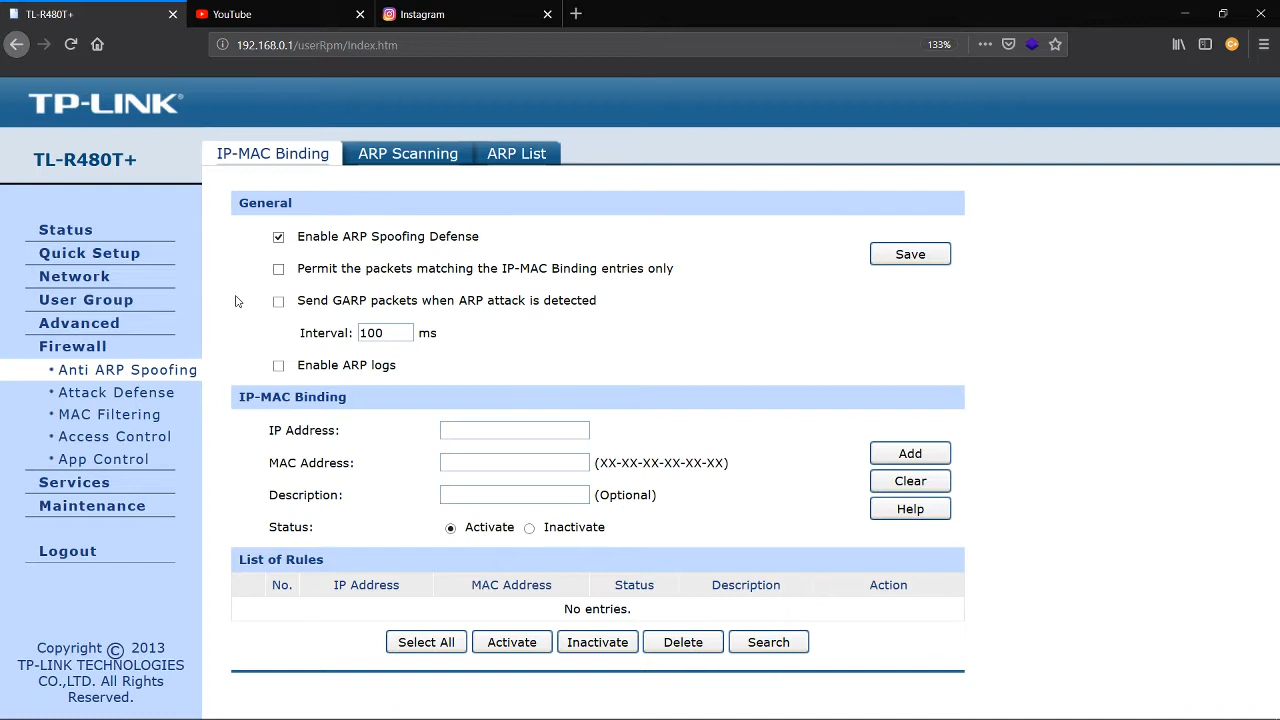 TL-R480T+
YouTube
Instagram
192.168.0.1/userRpm/Index.htm
133%
TP-LINK®
TL-R480T+
IP-MAC Binding
ARP Scanning
ARP List
Status
Quick Setup
Network
User Group
Advanced
Firewall
• Anti ARP Spoofing
• Attack Defense
• MAC Filtering
• Access Control
• App Control
Services
Maintenance
Logout
Copyright © 2013
TP-LINK TECHNOLOGIES
CO.,LTD. All Rights
Reserved.
General
Enable ARP Spoofing Defense
Permit the packets matching the IP-MAC Binding entries only
Save
Send GARP packets when ARP attack is detected
Interval: 100 ms
Enable ARP logs
IP-MAC Binding
IP Address:
MAC Address: (XX-XX-XX-XX-XX-XX)
Description: (Optional)
Status: Activate Inactivate
Add
Clear
Help
List of Rules
No. IP Address MAC Address Status Description Action
No entries.
Select All Activate Inactivate Delete Search